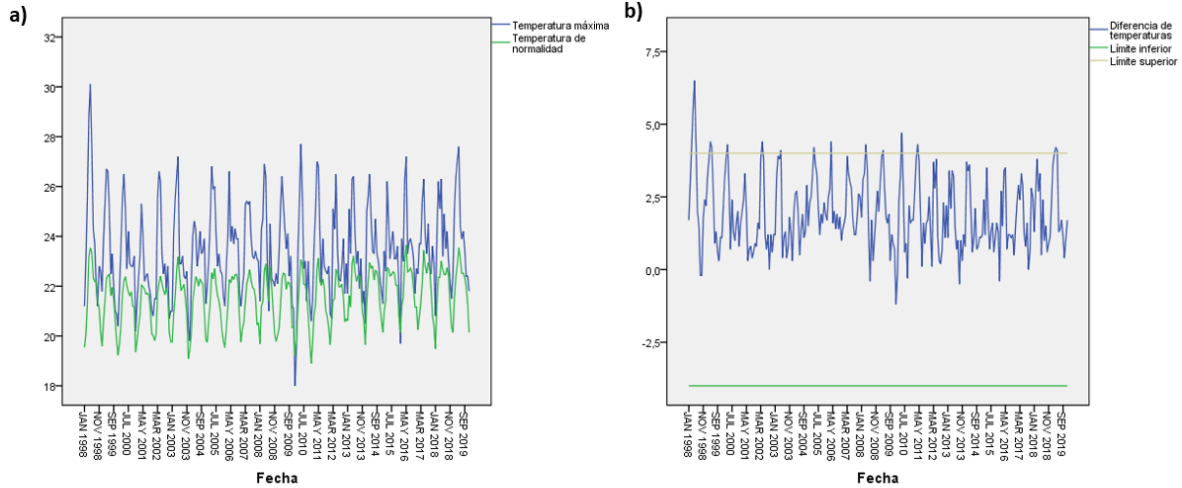 a)
Temperatura máxima
Temperatura de
normalidad
32
30
28
26
24
22
20
18
JAN 1998
NOV 1998
SEP 1999
JUL 2000
MAY 2001
MAR 2002
JAN 2003
NOV 2003
SEP 2004
JUL 2005
MAY 2006
MAR 2007
JAN 2008
NOV 2008
SEP 2009
JUL 2010
MAY 2011
MAR 2012
JAN 2013
NOV 2013
SEP 2014
JUL 2015
MAY 2016
MAR 2017
JAN 2018
NOV 2018
SEP 2019
Fecha
b)
Diferencia de
temperaturas
Límite inferior
Límite superior
7,5
5,0
2,5
0,0
-2,5
JAN 1998
NOV 1998
SEP 1999
JUL 2000
MAY 2001
MAR 2002
JAN 2003
NOV 2003
SEP 2004
JUL 2005
MAY 2006
MAR 2007
JAN 2008
NOV 2008
SEP 2009
JUL 2010
MAY 2011
MAR 2012
JAN 2013
NOV 2013
SEP 2014
JUL 2015
MAY 2016
MAR 2017
JAN 2018
NOV 2018
SEP 2019
Fecha